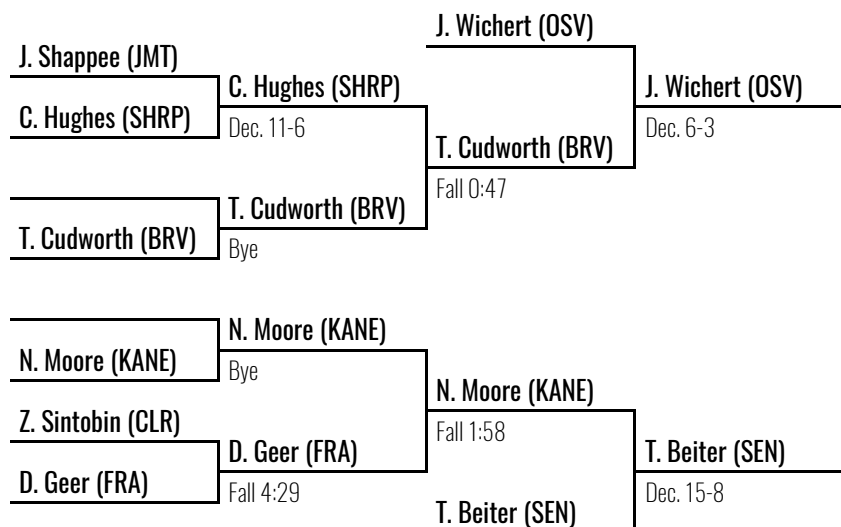 J. Wichert (OSV)
J. Shappee (JMT)
C. Hughes (SHRP)
J. Wichert (OSV)
C. Hughes (SHRP)
Dec. 11-6
Dec. 6-3
T. Cudworth (BRV)
Fall 0:47
T. Cudworth (BRV)
T. Cudworth (BRV)
Bye
N. Moore (KANE)
N. Moore (KANE)
Bye
N. Moore (KANE)
Z. Sintobin (CLR)
Fall 1:58
D. Geer (FRA)
T. Beiter (SEN)
D. Geer (FRA)
Fall 4:29
Dec. 15-8
T. Beiter (SEN)